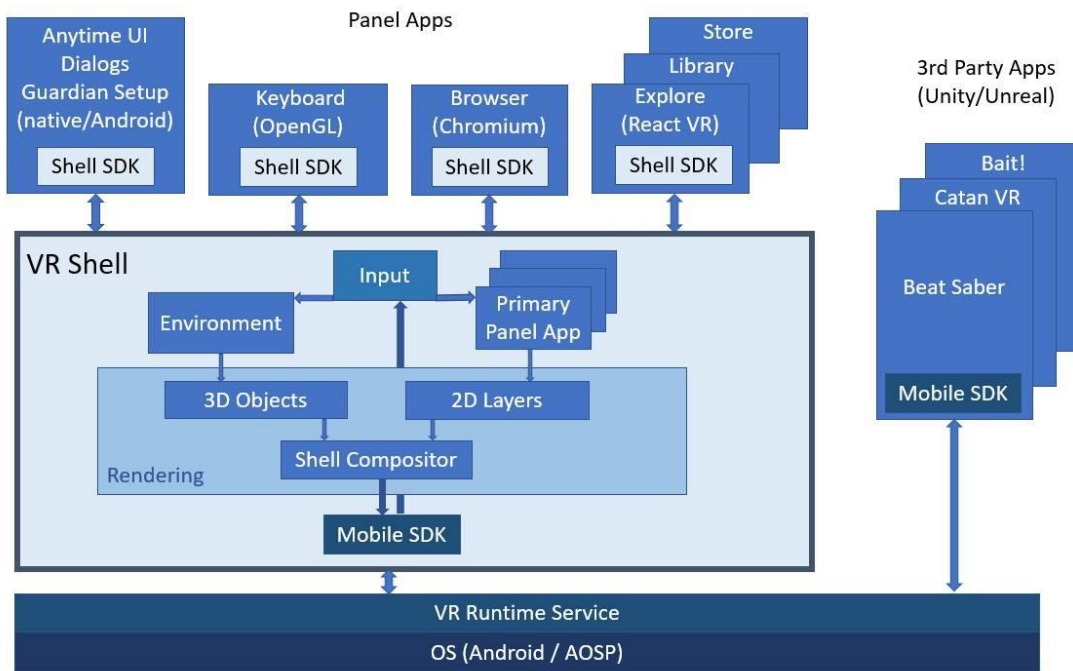 Panel Apps
Anytime UI
Dialogs
Guardian Setup
(native/Android)
Shell SDK
Keyboard
(OpenGL)
Shell SDK
Browser
(Chromium)
Shell SDK
Store
Library
Explore
(React VR)
Shell SDK
3rd Party Apps
(Unity/Unreal)
Bait!
Catan VR
Beat Saber
Mobile SDK
VR Shell
Input
Environment
Primary
Panel App
3D Objects
2D Layers
Shell Compositor
Rendering
Mobile SDK
VR Runtime Service
OS (Android / AOSP)